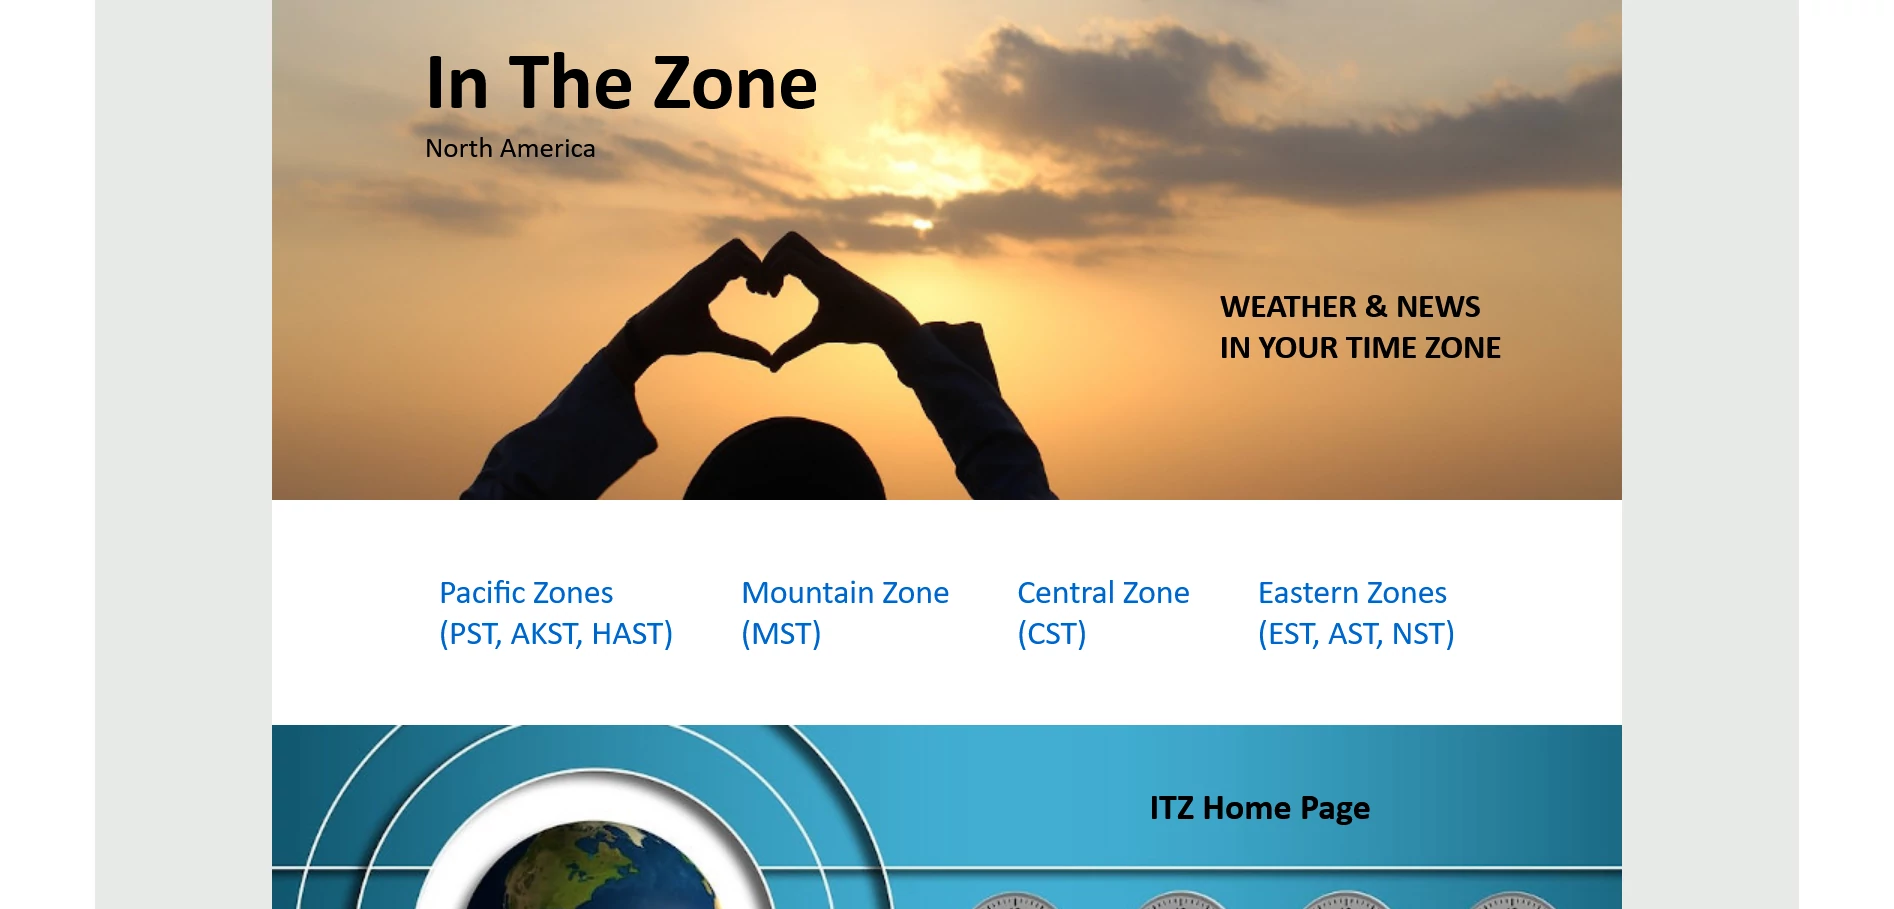 In The Zone
North America
WEATHER & NEWS
IN YOUR TIME ZONE
Pacific Zones
(PST, AKST, HAST)
Mountain Zone
(MST)
Central Zone
(CST)
Eastern Zones
(EST, AST, NST)
ITZ Home Page